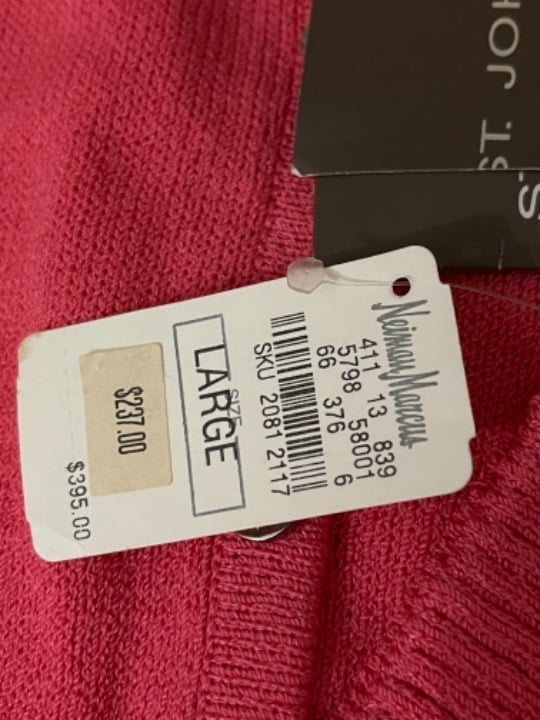 ST. JOH
S
Neiman Marcus
411 13 839
5798 58001
66 376 6
SKU 2081 2117
SIZE
LARGE
$237.00
$395.00